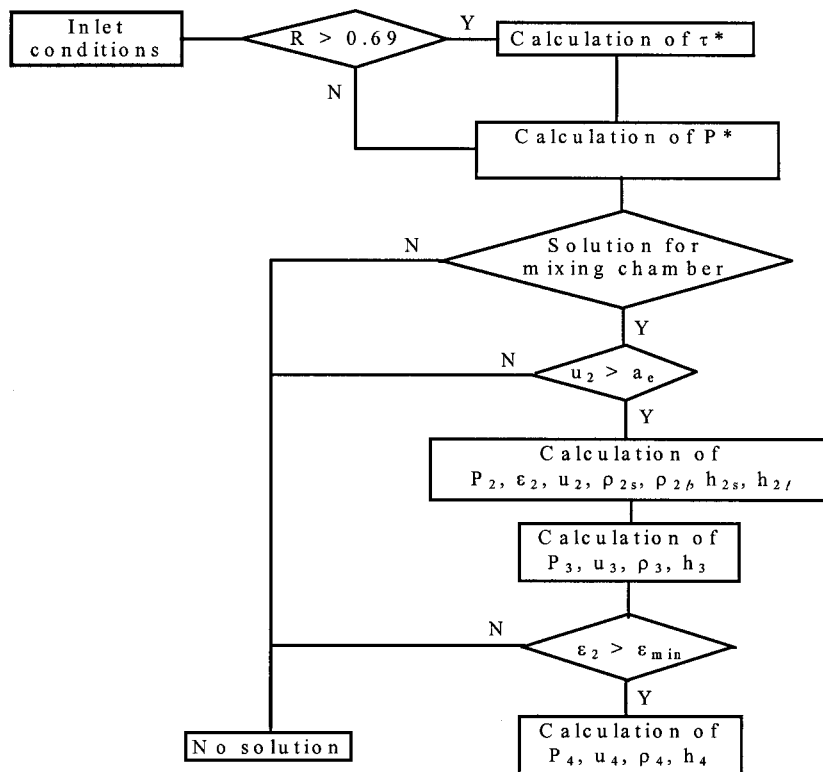 Inlet
conditions
R > 0.69
Y
Calculation of τ*
N
Calculation of P*
N
Solution for
mixing chamber
Y
N
u₂ > aₑ
Y
Calculation of
P₂, ε₂, u₂, ρ₂ₛ, ρ₂ℓ, h₂ₛ, h₂ℓ
Calculation of
P₃, u₃, ρ₃, h₃
N
ε₂ > ε_min
Y
No solution
Calculation of
P₄, u₄, ρ₄, h₄